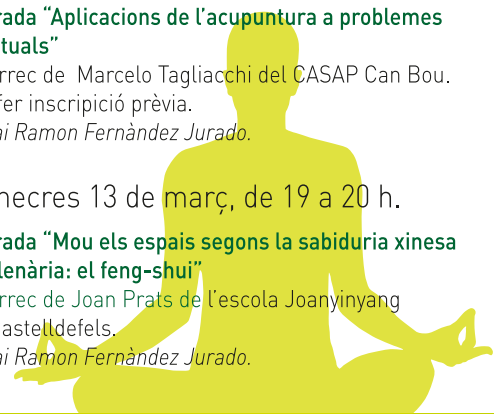 rada “Aplicacions de l’acupuntura a problemes
tuals”
rrec de Marcelo Tagliacchi del CASAP Can Bou.
fer inscripició prèvia.
ai Ramon Fernàndez Jurado.
mecres 13 de març, de 19 a 20 h.
rada “Mou els espais segons la sabiduria xinesa
lenària: el feng-shui”
rrec de Joan Prats de l’escola Joanyinyang
astelldefels.
ai Ramon Fernàndez Jurado.